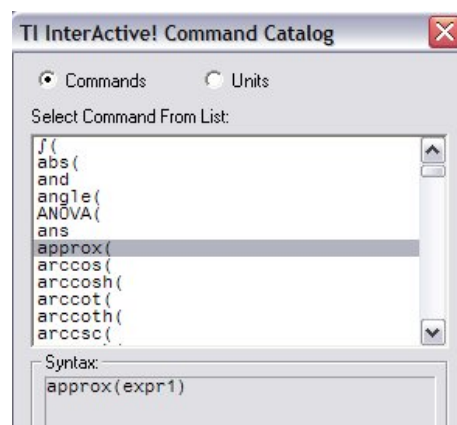 TI InterActive! Command Catalog
Commands Units
Select Command From List:
∫(
abs(
and
angle(
ANOVA(
ans
approx(
arccos(
arccosh(
arccot(
arccoth(
arccsc(
Syntax:
approx(expr1)